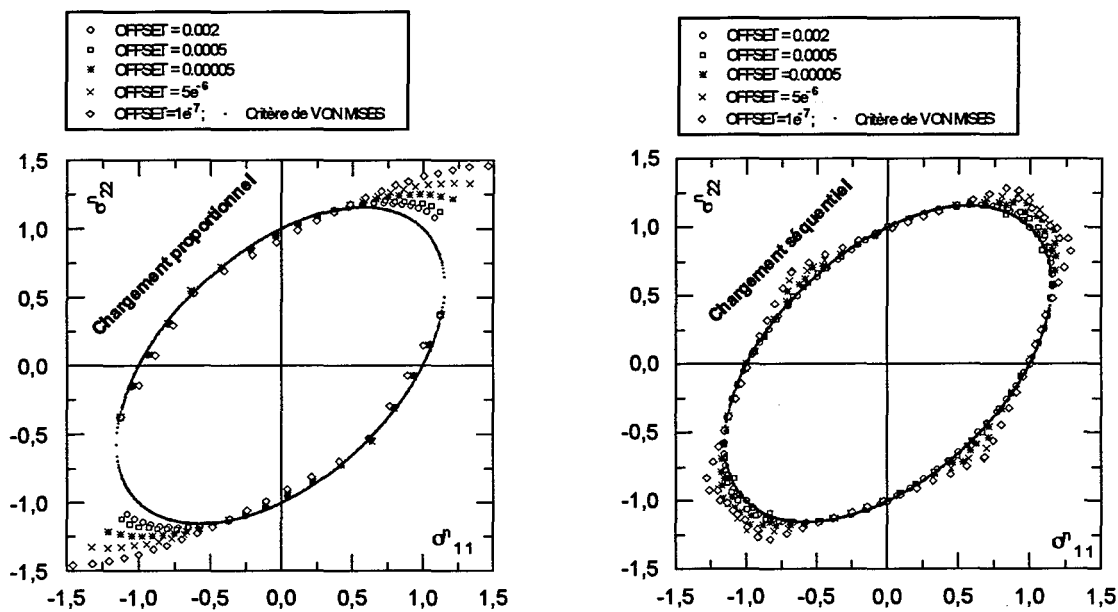 OFFSET = 0.002
OFFSET = 0.0005
OFFSET = 0.00005
OFFSET = 5e-6
OFFSET=1e-7; Critère de VON MISES
1,5
1,0
0,5
0,0
-0,5
-1,0
-1,5
-1,5 -1,0 -0,5 0,0 0,5 1,0 1,5
σn22
Chargement proportionnel
σn11
OFFSET = 0.002
OFFSET = 0.0005
OFFSET =0.00005
OFFSET = 5e-6
OFFSET=1e-7; Critère de VON MISES
1,5
1,0
0,5
0,0
-0,5
-1,0
-1,5
-1,5 -1,0 -0,5 0,0 0,5 1,0 1,5
σn22
Chargement séquentiel
σn11